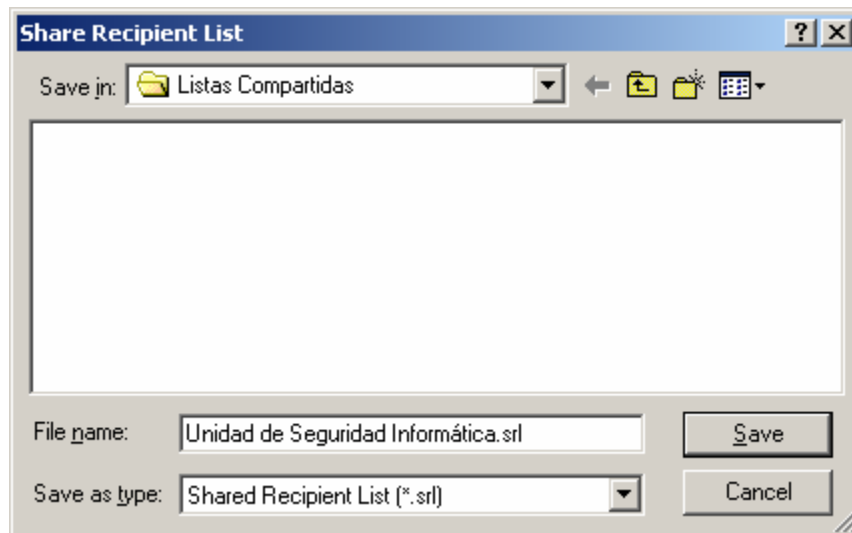 Share Recipient List
Save in: Listas Compartidas
File name: Unidad de Seguridad Informática.srl Save
Save as type: Shared Recipient List (*.srl) Cancel